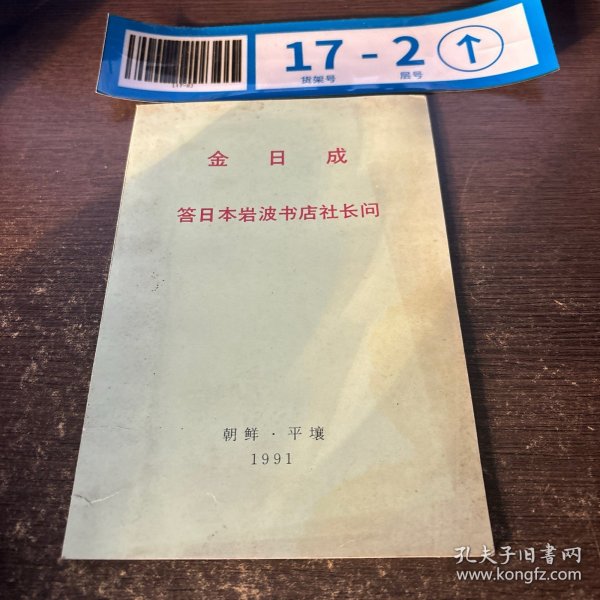 17-2
货架号 层号
金日成
答日本岩波书店社长问
朝鲜·平壤
1991
孔夫子旧书网
www.kongfz.com